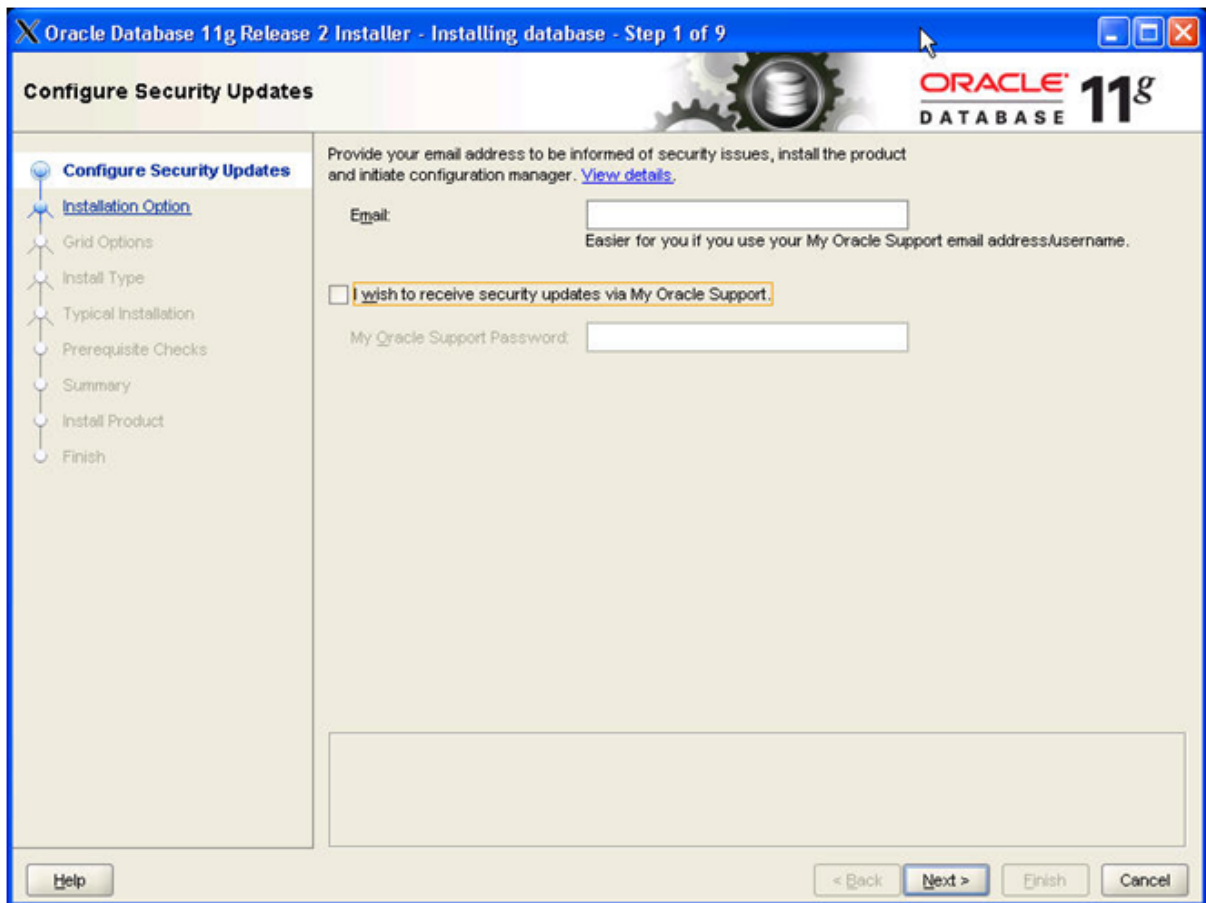 Oracle Database 11g Release 2 Installer - Installing database - Step 1 of 9
Configure Security Updates
ORACLE
DATABASE
11g
Configure Security Updates
Installation Option
Grid Options
Install Type
Typical Installation
Prerequisite Checks
Summary
Install Product
Finish
Provide your email address to be informed of security issues, install the product
and initiate configuration manager. View details.
Email:
Easier for you if you use your My Oracle Support email address/username.
I wish to receive security updates via My Oracle Support.
My Oracle Support Password:
Help
< Back
Next >
Finish
Cancel